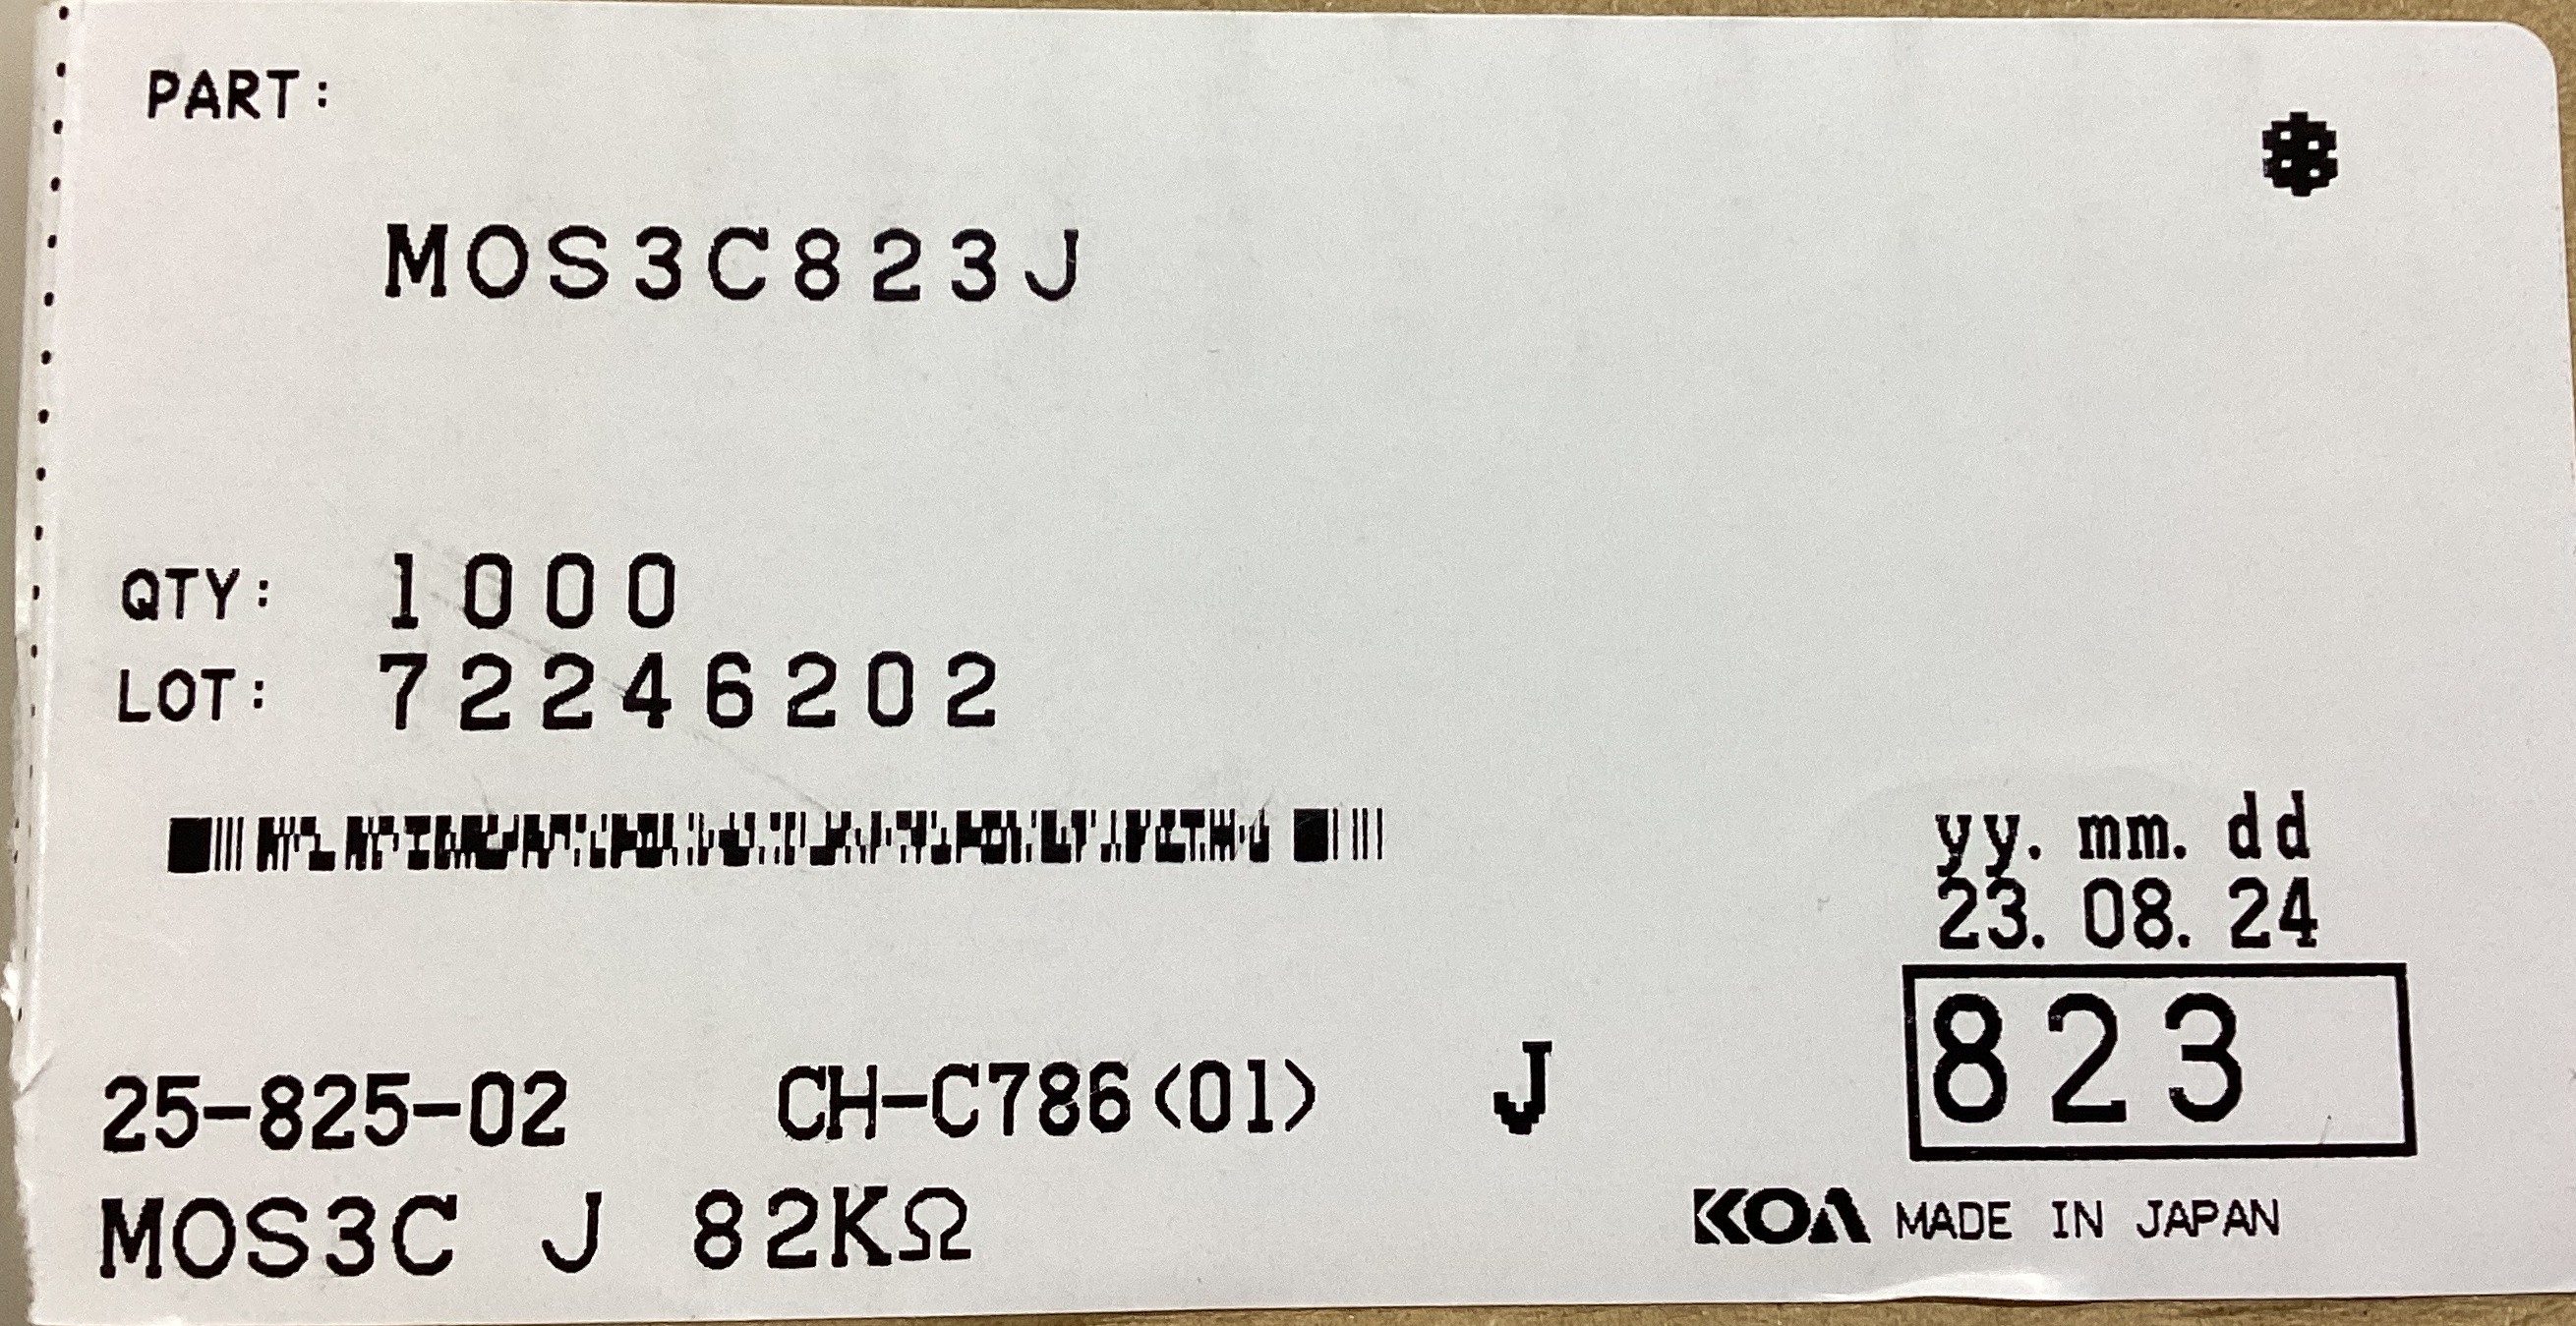 PART:
*
MOS3C823J
QTY: 1000
LOT: 72246202
yy. mm. dd
23. 08. 24
823
25-825-02 CH-C786(01) J
MOS3C J 82KΩ
KOA MADE IN JAPAN